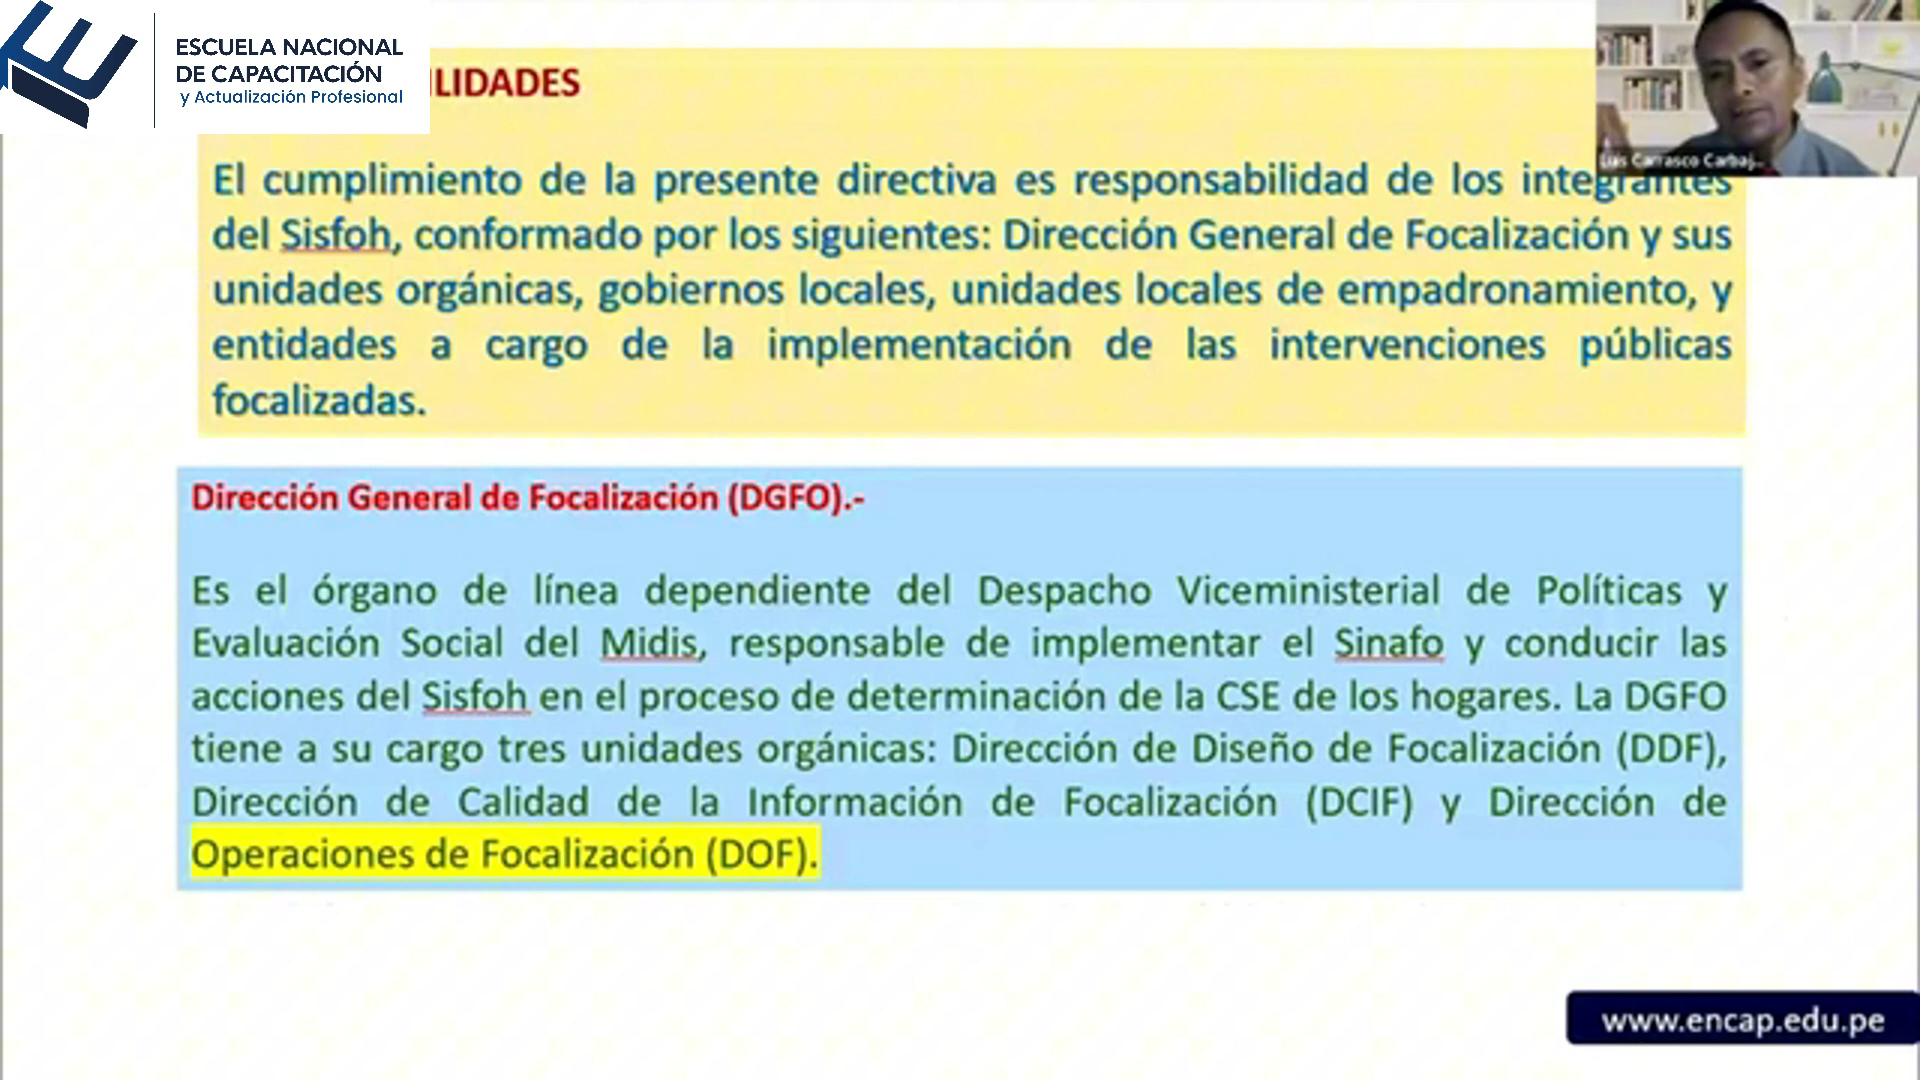 ESCUELA NACIONAL
DE CAPACITACIÓN
y Actualización Profesional
ILIDADES
Luis Carrasco Carbaj...
El cumplimiento de la presente directiva es responsabilidad de los integrantes
del Sisfoh, conformado por los siguientes: Dirección General de Focalización y sus
unidades orgánicas, gobiernos locales, unidades locales de empadronamiento, y
entidades a cargo de la implementación de las intervenciones públicas
focalizadas.
Dirección General de Focalización (DGFO).-
Es el órgano de línea dependiente del Despacho Viceministerial de Políticas y
Evaluación Social del Midis, responsable de implementar el Sinafo y conducir las
acciones del Sisfoh en el proceso de determinación de la CSE de los hogares. La DGFO
tiene a su cargo tres unidades orgánicas: Dirección de Diseño de Focalización (DDF),
Dirección de Calidad de la Información de Focalización (DCIF) y Dirección de
Operaciones de Focalización (DOF).
www.encap.edu.pe